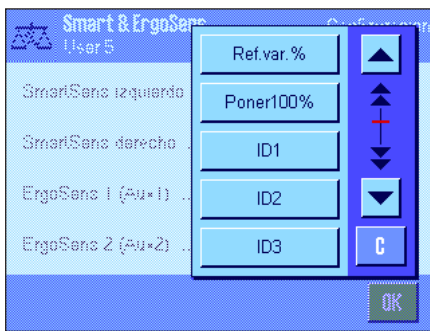 Smart & ErgoSens
User 5
SmartSens izquierdo
SmartSens derecho ..
ErgoSens 1 (Aux1) ..
ErgoSens 2 (Aux2) ..
Ref.var.%
Poner100%
ID1
ID2
ID3
C
OK